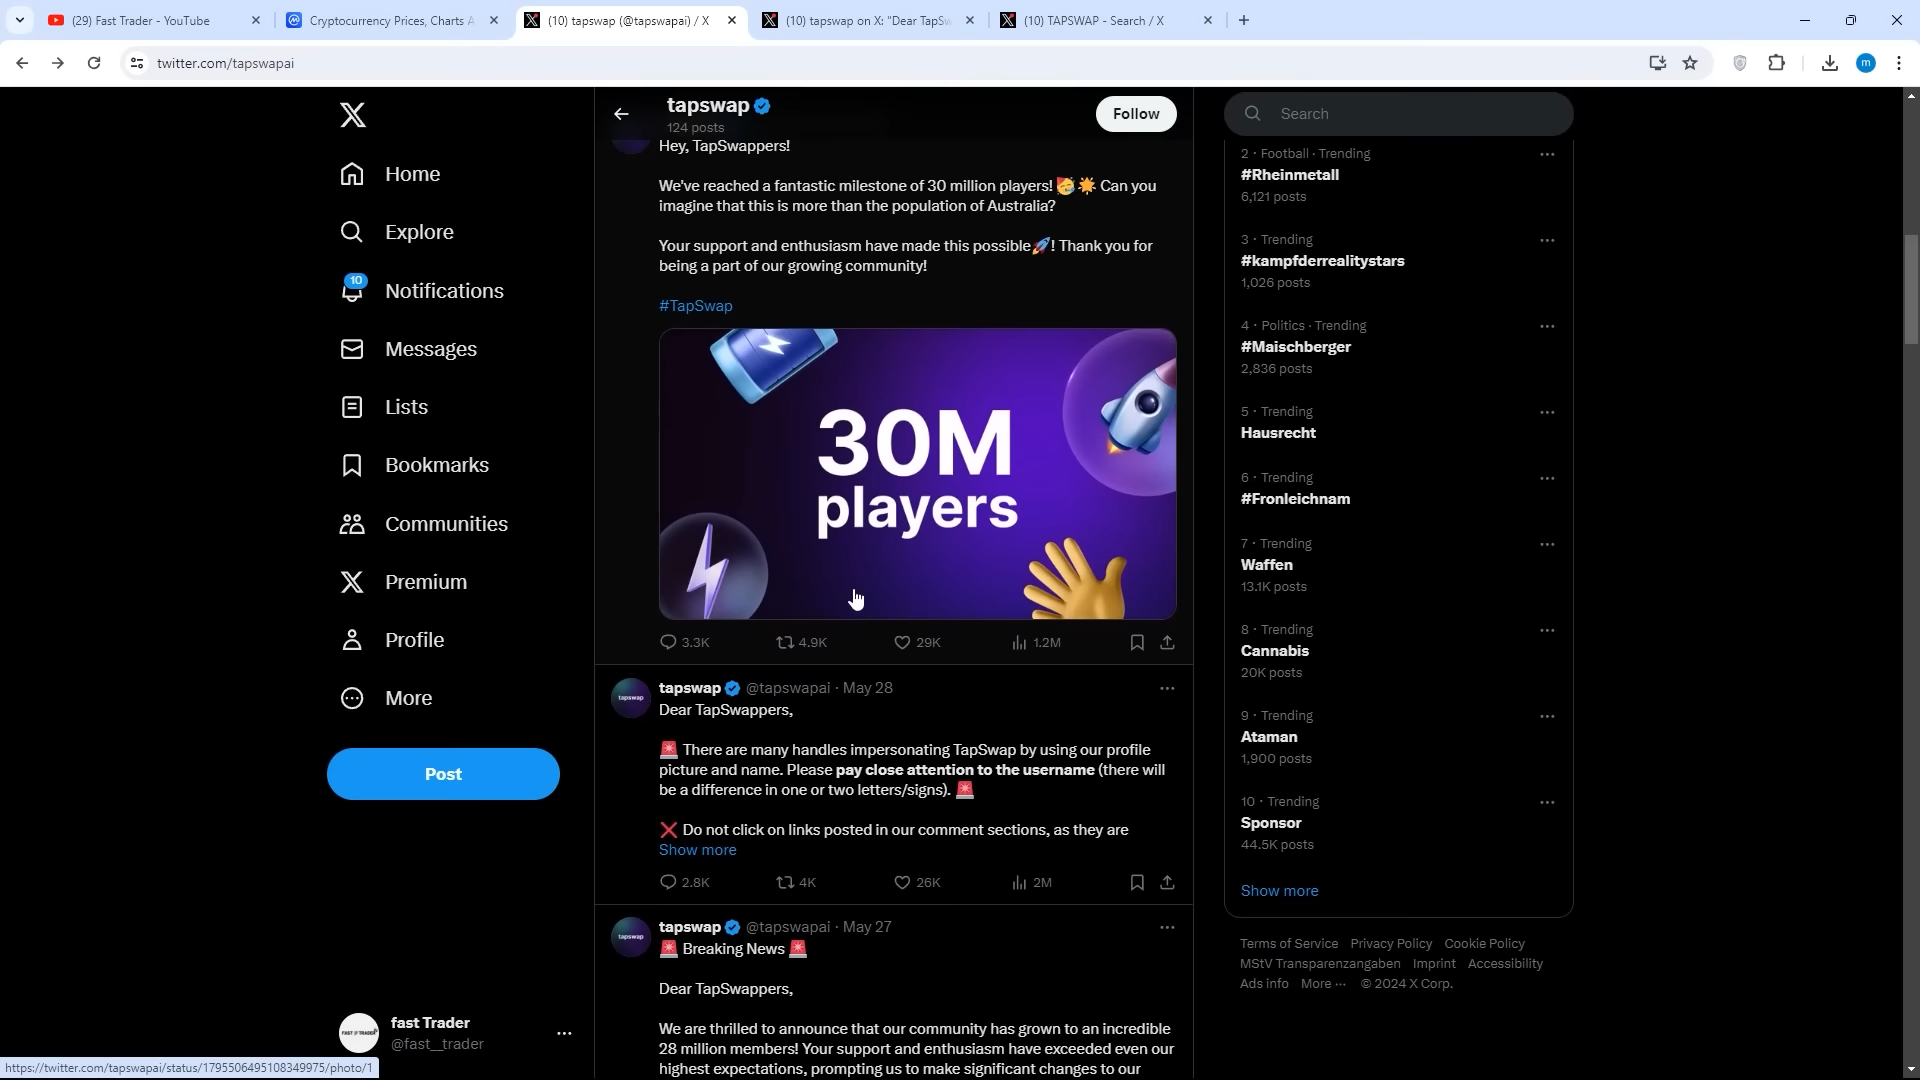 (29) Fast Trader - YouTube
Cryptocurrency Prices, Charts A
(10) tapswap (@tapswapai) / X
(10) tapswap on X: "Dear TapSw
(10) TAPSWAP - Search / X
twitter.com/tapswapai
m
Home
Explore
10
Notifications
Messages
Lists
Bookmarks
Communities
Premium
Profile
More
Post
FAST TRADER
fast Trader
@fast__trader
https://twitter.com/tapswapai/status/1795506495108349975/photo/1
tapswap
124 posts
Follow
Hey, TapSwappers!
We've reached a fantastic milestone of 30 million players! 🥳🌟 Can you
imagine that this is more than the population of Australia?
Your support and enthusiasm have made this possible🚀! Thank you for
being a part of our growing community!
#TapSwap
30M
players
3.3K 4.9K 29K 1.2M
tapswap
tapswap @tapswapai · May 28
Dear TapSwappers,
🚨 There are many handles impersonating TapSwap by using our profile
picture and name. Please pay close attention to the username (there will
be a difference in one or two letters/signs). 🚨
❌ Do not click on links posted in our comment sections, as they are
Show more
2.8K 4K 26K 2M
tapswap
tapswap @tapswapai · May 27
🚨 Breaking News 🚨
Dear TapSwappers,
We are thrilled to announce that our community has grown to an incredible
28 million members! Your support and enthusiasm have exceeded even our
highest expectations, prompting us to make significant changes to our
Search
2 · Football · Trending
#Rheinmetall
6,121 posts
3 · Trending
#kampfderrealitystars
1,026 posts
4 · Politics · Trending
#Maischberger
2,836 posts
5 · Trending
Hausrecht
6 · Trending
#Fronleichnam
7 · Trending
Waffen
13.1K posts
8 · Trending
Cannabis
20K posts
9 · Trending
Ataman
1,900 posts
10 · Trending
Sponsor
44.5K posts
Show more
Terms of Service Privacy Policy Cookie Policy
MStV Transparenzangaben Imprint Accessibility
Ads info More ··· © 2024 X Corp.